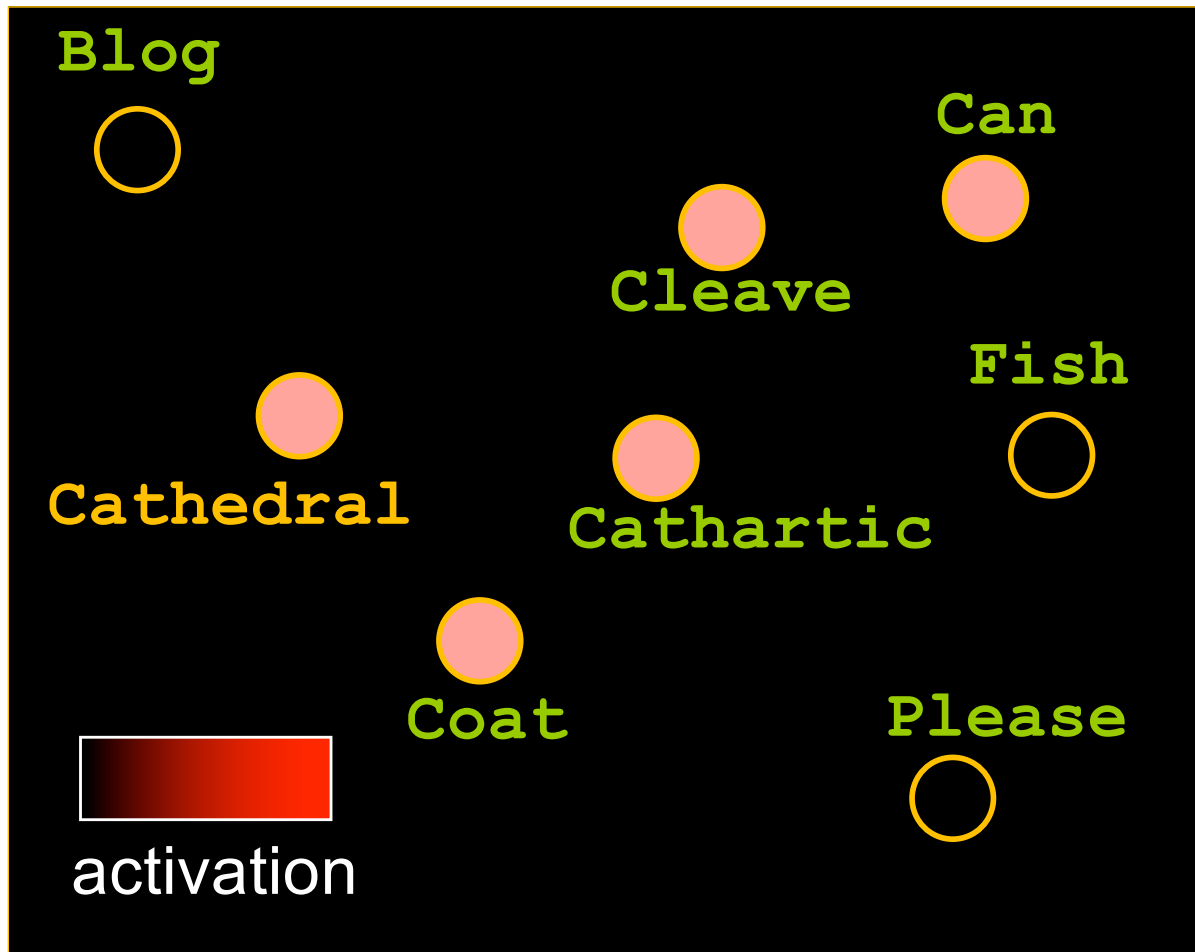 Blog
Can
Cleave
Fish
Cathedral
Cathartic
Coat
Please
activation